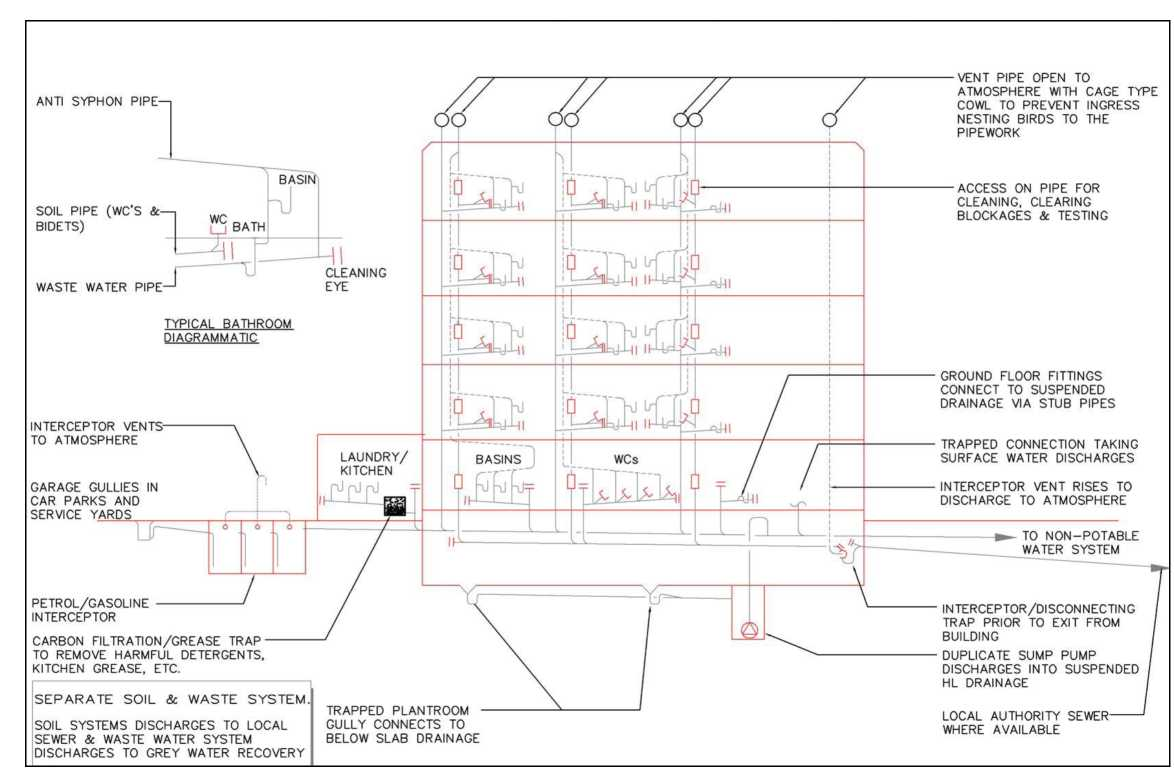 ANTI SYPHON PIPE
BASIN
SOIL PIPE (WC'S &
BIDETS)
WC
BATH
WASTE WATER PIPE
CLEANING
EYE
TYPICAL BATHROOM
DIAGRAMMATIC
VENT PIPE OPEN TO
ATMOSPHERE WITH CAGE TYPE
COWL TO PREVENT INGRESS
NESTING BIRDS TO THE
PIPEWORK
ACCESS ON PIPE FOR
CLEANING, CLEARING
BLOCKAGES & TESTING
GROUND FLOOR FITTINGS
CONNECT TO SUSPENDED
DRAINAGE VIA STUB PIPES
TRAPPED CONNECTION TAKING
SURFACE WATER DISCHARGES
INTERCEPTOR VENT RISES TO
DISCHARGE TO ATMOSPHERE
INTERCEPTOR VENTS
TO ATMOSPHERE
GARAGE GULLIES IN
CAR PARKS AND
SERVICE YARDS
LAUNDRY/
KITCHEN
BASINS
WCs
TO NON-POTABLE
WATER SYSTEM
PETROL/GASOLINE
INTERCEPTOR
CARBON FILTRATION/GREASE TRAP
TO REMOVE HARMFUL DETERGENTS,
KITCHEN GREASE, ETC.
INTERCEPTOR/DISCONNECTING
TRAP PRIOR TO EXIT FROM
BUILDING
DUPLICATE SUMP PUMP
DISCHARGES INTO SUSPENDED
HL DRAINAGE
LOCAL AUTHORITY SEWER
WHERE AVAILABLE
SEPARATE SOIL & WASTE SYSTEM.
SOIL SYSTEMS DISCHARGES TO LOCAL
SEWER & WASTE WATER SYSTEM
DISCHARGES TO GREY WATER RECOVERY
TRAPPED PLANTROOM
GULLY CONNECTS TO
BELOW SLAB DRAINAGE